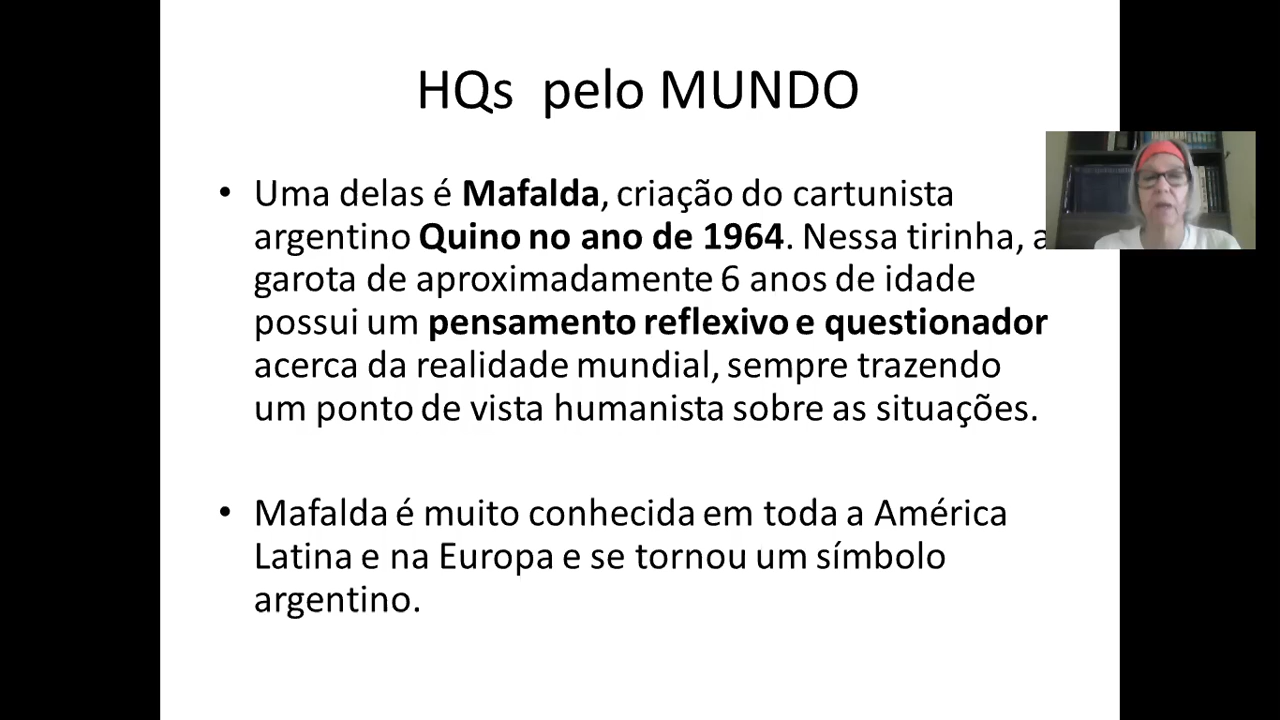 HQs pelo MUNDO
• Uma delas é Mafalda, criação do cartunista
argentino Quino no ano de 1964. Nessa tirinha, a
garota de aproximadamente 6 anos de idade
possui um pensamento reflexivo e questionador
acerca da realidade mundial, sempre trazendo
um ponto de vista humanista sobre as situações.
• Mafalda é muito conhecida em toda a América
Latina e na Europa e se tornou um símbolo
argentino.